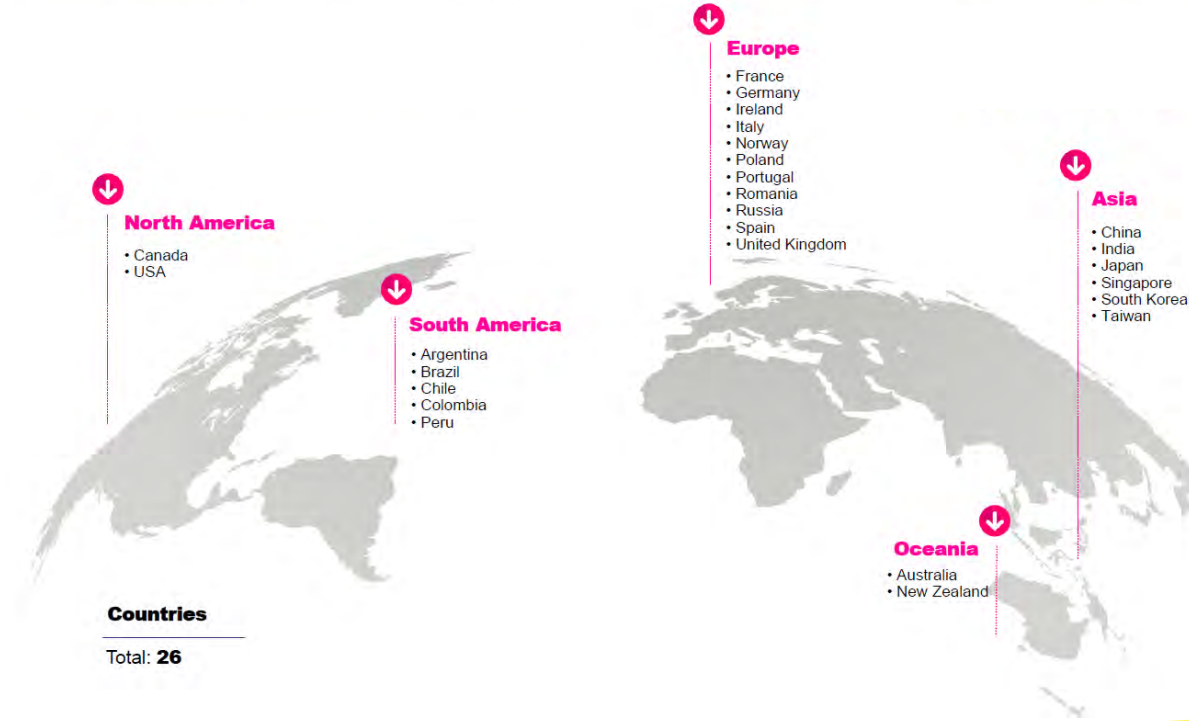 North America
• Canada
• USA
South America
• Argentina
• Brazil
• Chile
• Colombia
• Peru
Europe
• France
• Germany
• Ireland
• Italy
• Norway
• Poland
• Portugal
• Romania
• Russia
• Spain
• United Kingdom
Asia
• China
• India
• Japan
• Singapore
• South Korea
• Taiwan
Oceania
• Australia
• New Zealand
Countries
Total: 26